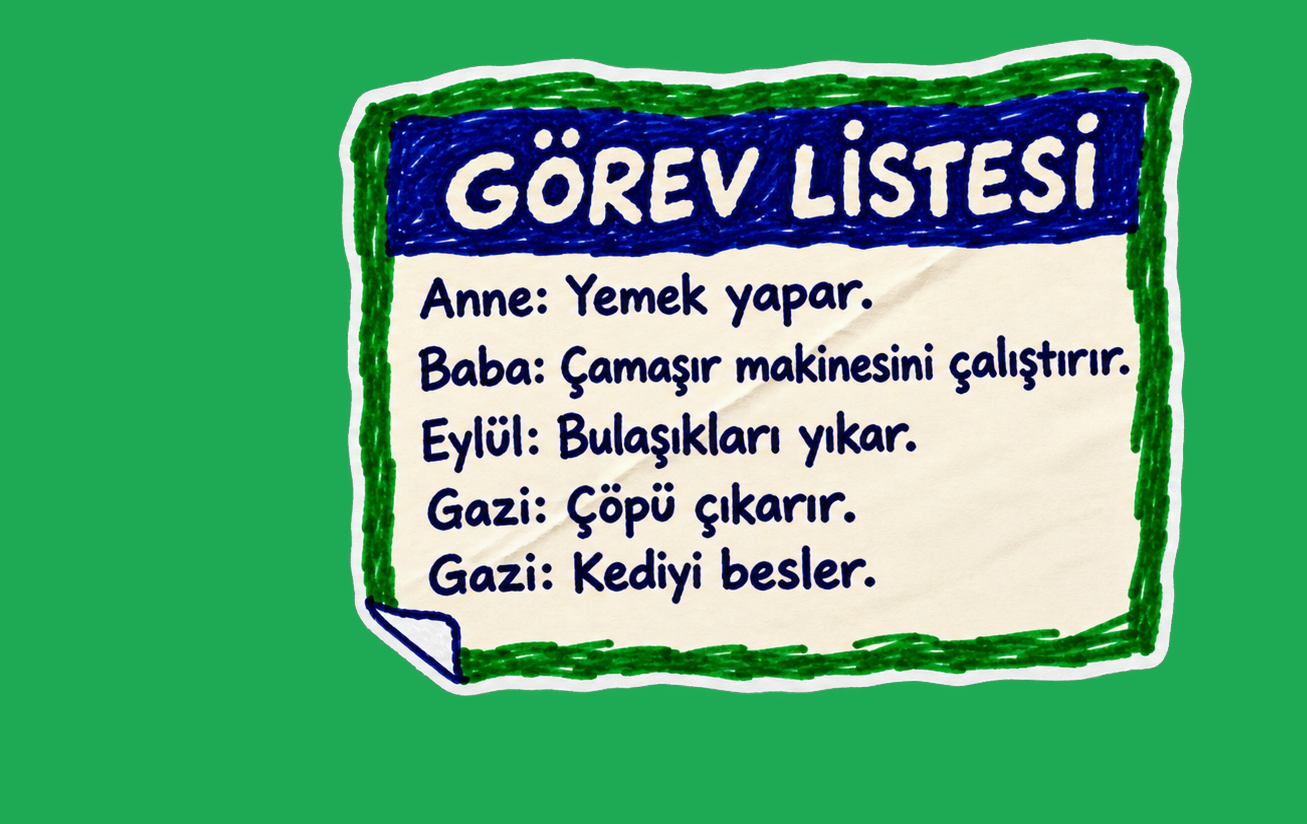 GÖREV LİSTESİ
Anne: Yemek yapar.
Baba: Çamaşır makinesini çalıştırır.
Eylül: Bulaşıkları yıkar.
Gazi: Çöpü çıkarır.
Gazi: Kediyi besler.